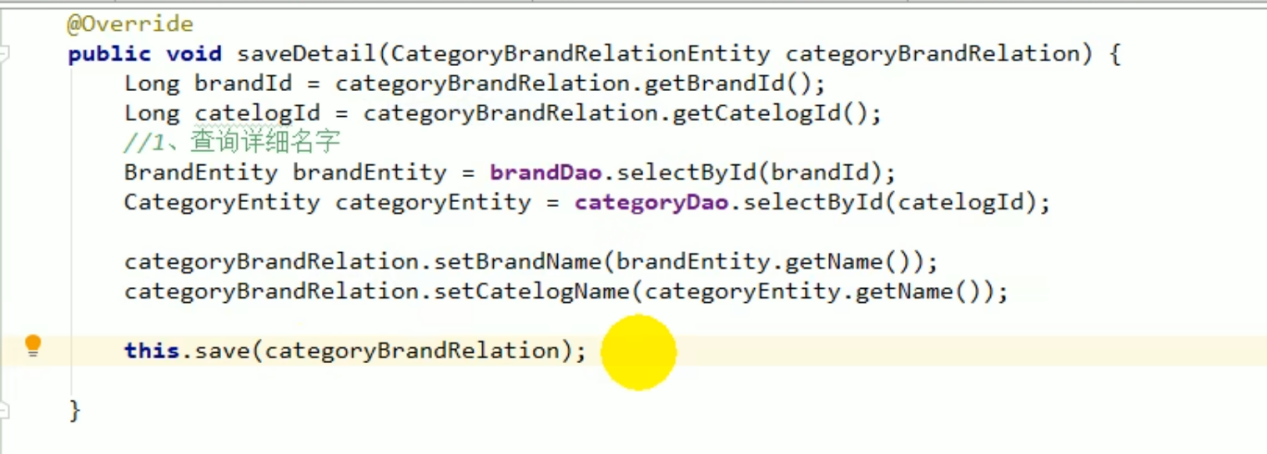 @Override
public void saveDetail(CategoryBrandRelationEntity categoryBrandRelation) {
Long brandId = categoryBrandRelation.getBrandId();
Long catelogId = categoryBrandRelation.getCatelogId();
//1、查询详细名字
BrandEntity brandEntity = brandDao.selectById(brandId);
CategoryEntity categoryEntity = categoryDao.selectById(catelogId);
categoryBrandRelation.setBrandName(brandEntity.getName());
categoryBrandRelation.setCatelogName(categoryEntity.getName());
this.save(categoryBrandRelation);
}